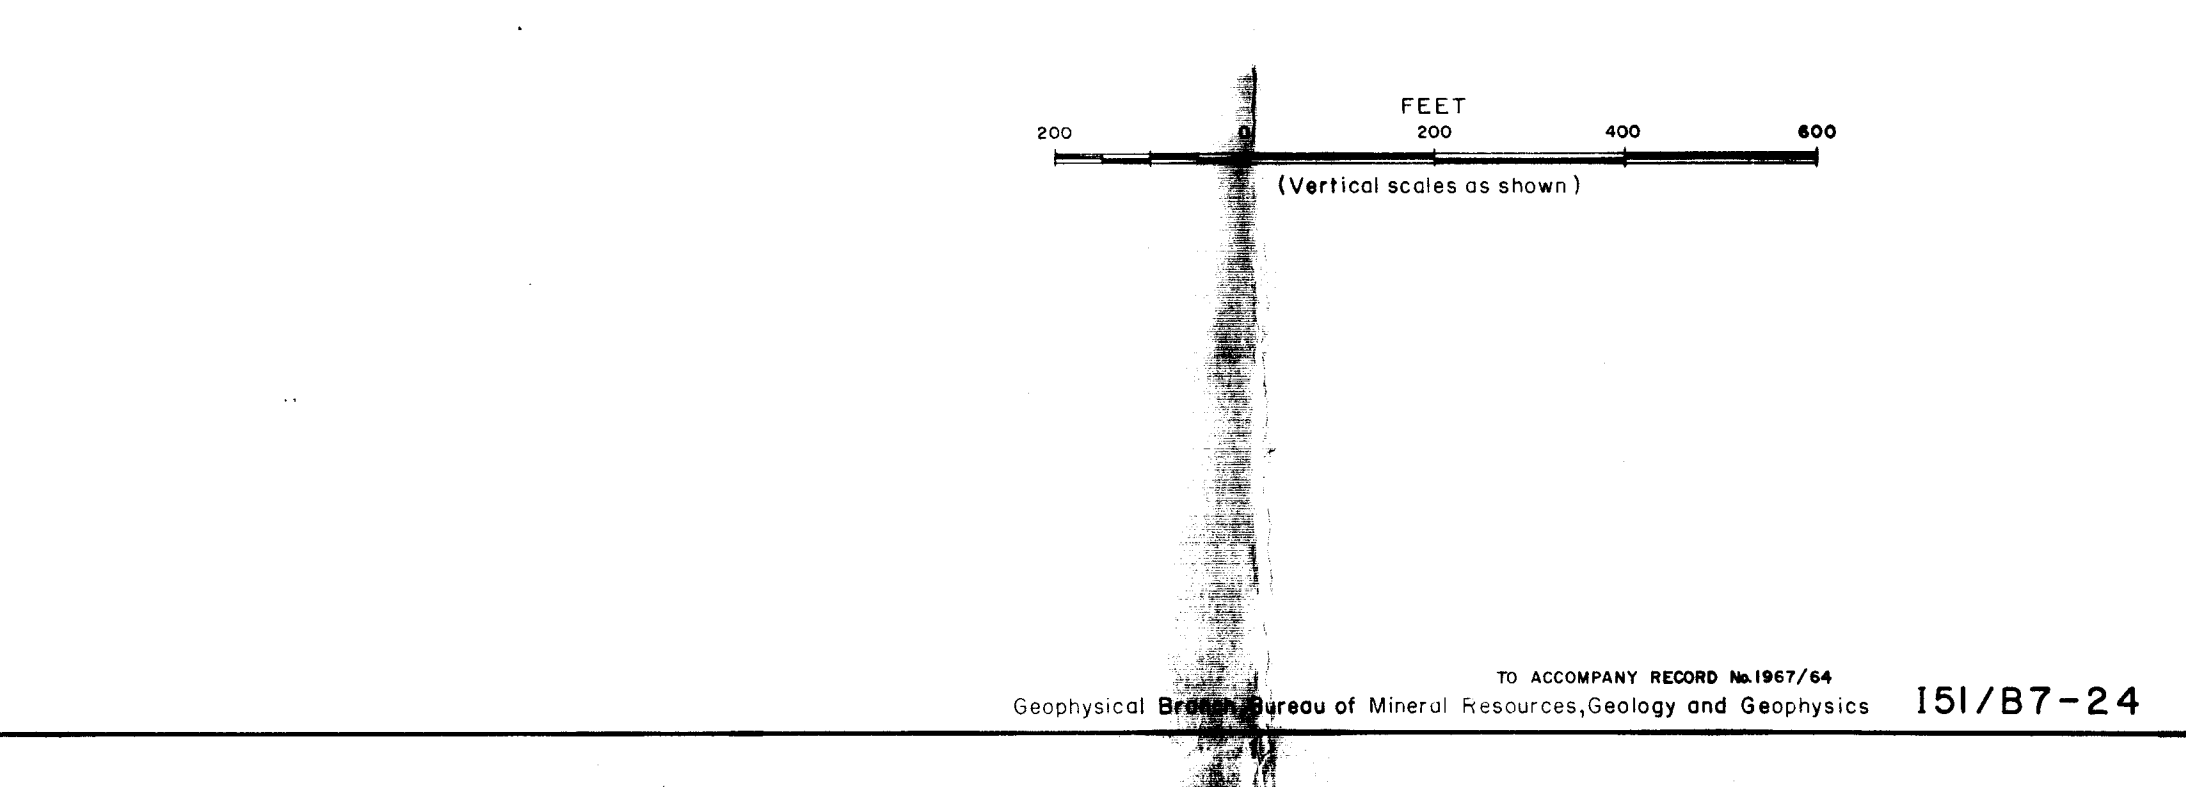 FEET
200 0 200 400 600
(Vertical scales as shown)
TO ACCOMPANY RECORD No.1967/64
Geophysical Branch, Bureau of Mineral Resources, Geology and Geophysics I51/B7-24